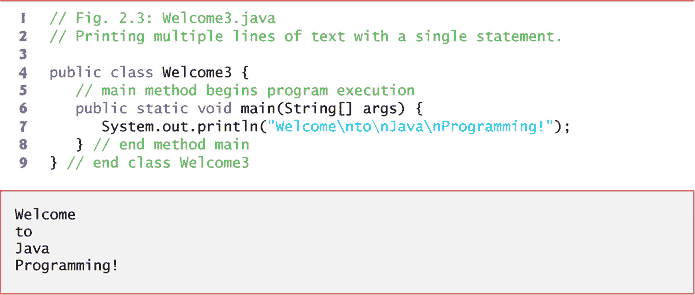 1 // Fig. 2.3: Welcome3.java
2 // Printing multiple lines of text with a single statement.
3
4 public class Welcome3 {
5    // main method begins program execution
6    public static void main(String[] args) {
7       System.out.println("Welcome\nto\nJava\nProgramming!");
8    } // end method main
9 } // end class Welcome3
Welcome
to
Java
Programming!